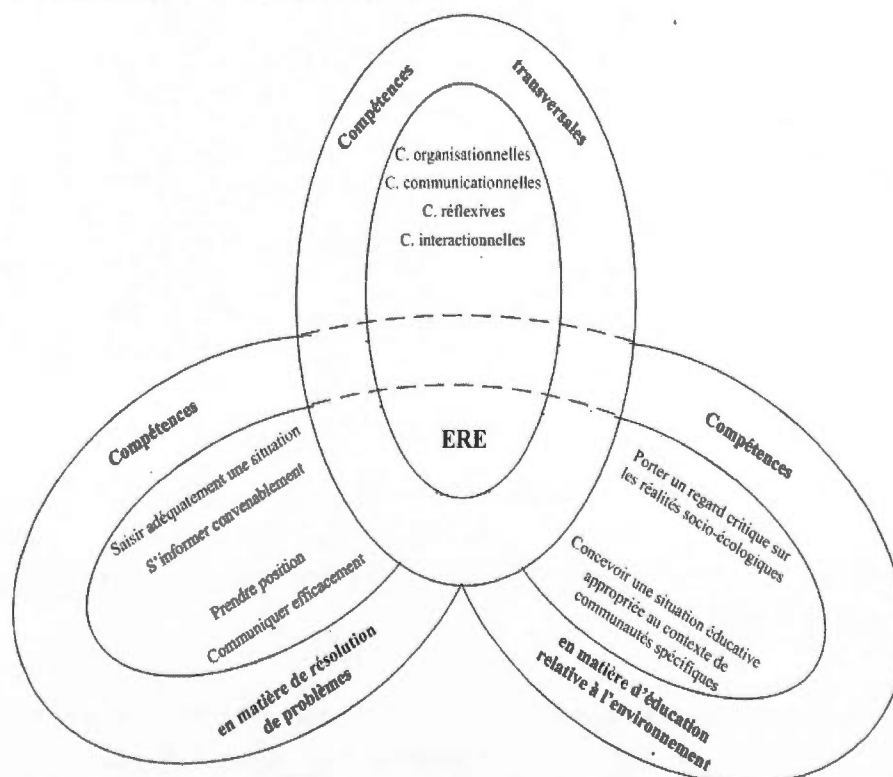 Compétences
transversales
C. organisationnelles
C. communicationnelles
C. réflexives
C. interactionnelles
ERE
Compétences
Saisir adéquatement une situation
S'informer convenablement
Prendre position
Communiquer efficacement
en matière de résolution
de problèmes
Compétences
Porter un regard critique sur
les réalités socio-écologiques
Concevoir une situation éducative
appropriée au contexte de
communautés spécifiques
en matière d'éducation
relative à l'environnement